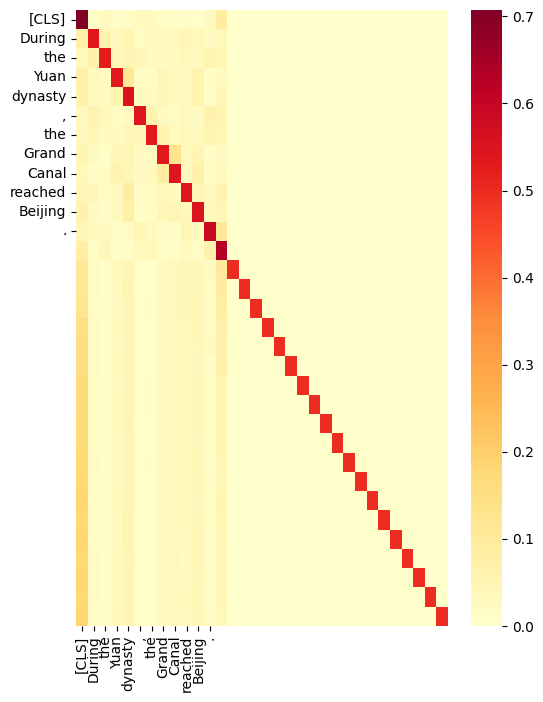 [CLS]
During
the
Yuan
dynasty
,
the
Grand
Canal
reached
Beijing
.
0.7
0.6
0.5
0.4
0.3
0.2
0.1
0.0
[CLS]
During
the
Yuan
dynasty
,
the
Grand
Canal
reached
Beijing
.